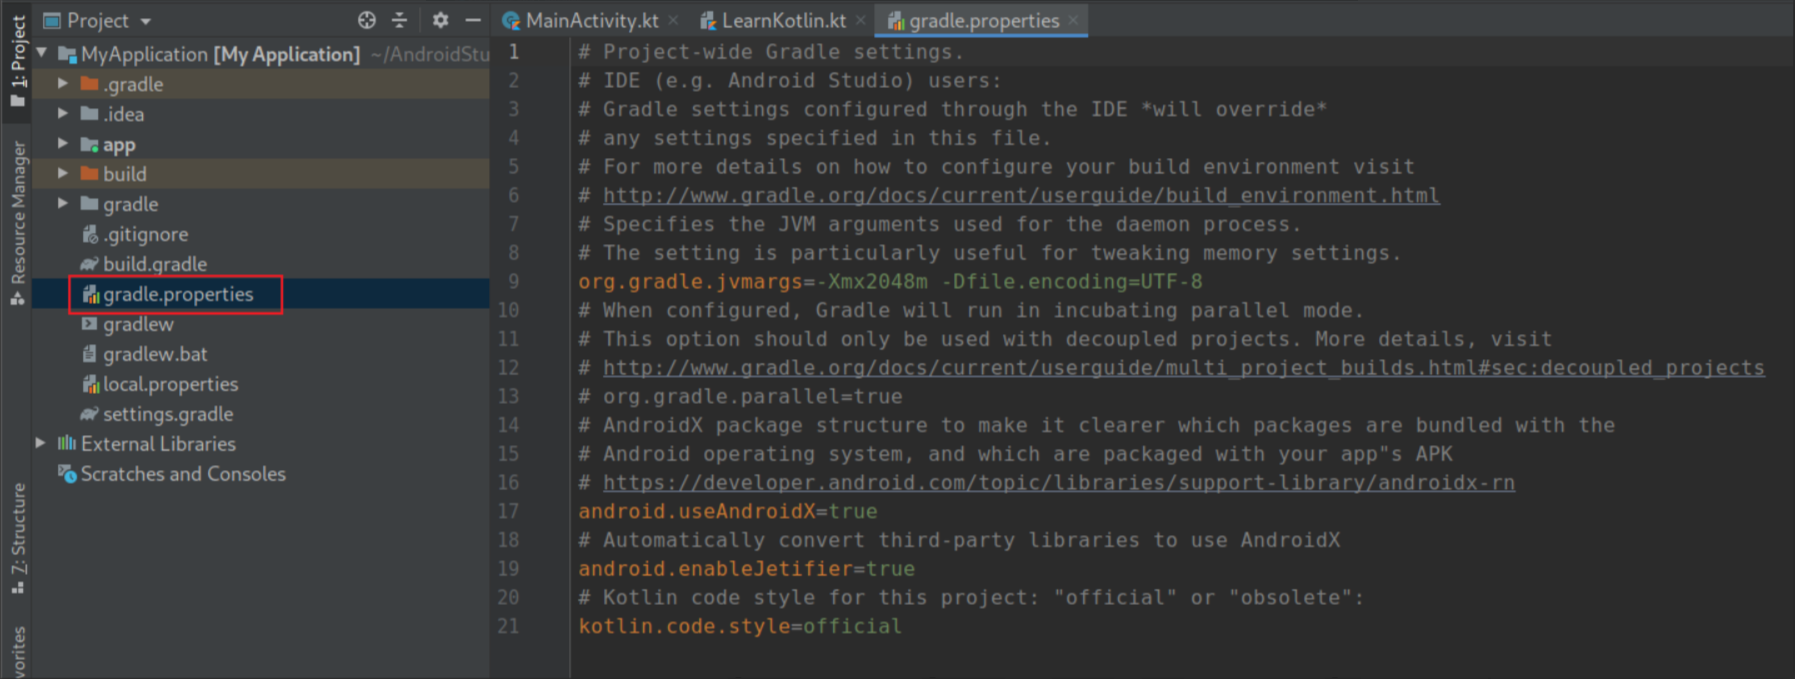 Project
MainActivity.kt
LearnKotlin.kt
gradle.properties
1: Project
Resource Manager
7: Structure
vorites
MyApplication [My Application] ~/AndroidStu
.gradle
.idea
app
build
gradle
.gitignore
build.gradle
gradle.properties
gradlew
gradlew.bat
local.properties
settings.gradle
External Libraries
Scratches and Consoles
1 # Project-wide Gradle settings.
2 # IDE (e.g. Android Studio) users:
3 # Gradle settings configured through the IDE *will override*
4 # any settings specified in this file.
5 # For more details on how to configure your build environment visit
6 # http://www.gradle.org/docs/current/userguide/build_environment.html
7 # Specifies the JVM arguments used for the daemon process.
8 # The setting is particularly useful for tweaking memory settings.
9 org.gradle.jvmargs=-Xmx2048m -Dfile.encoding=UTF-8
10 # When configured, Gradle will run in incubating parallel mode.
11 # This option should only be used with decoupled projects. More details, visit
12 # http://www.gradle.org/docs/current/userguide/multi_project_builds.html#sec:decoupled_projects
13 # org.gradle.parallel=true
14 # AndroidX package structure to make it clearer which packages are bundled with the
15 # Android operating system, and which are packaged with your app"s APK
16 # https://developer.android.com/topic/libraries/support-library/androidx-rn
17 android.useAndroidX=true
18 # Automatically convert third-party libraries to use AndroidX
19 android.enableJetifier=true
20 # Kotlin code style for this project: "official" or "obsolete":
21 kotlin.code.style=official